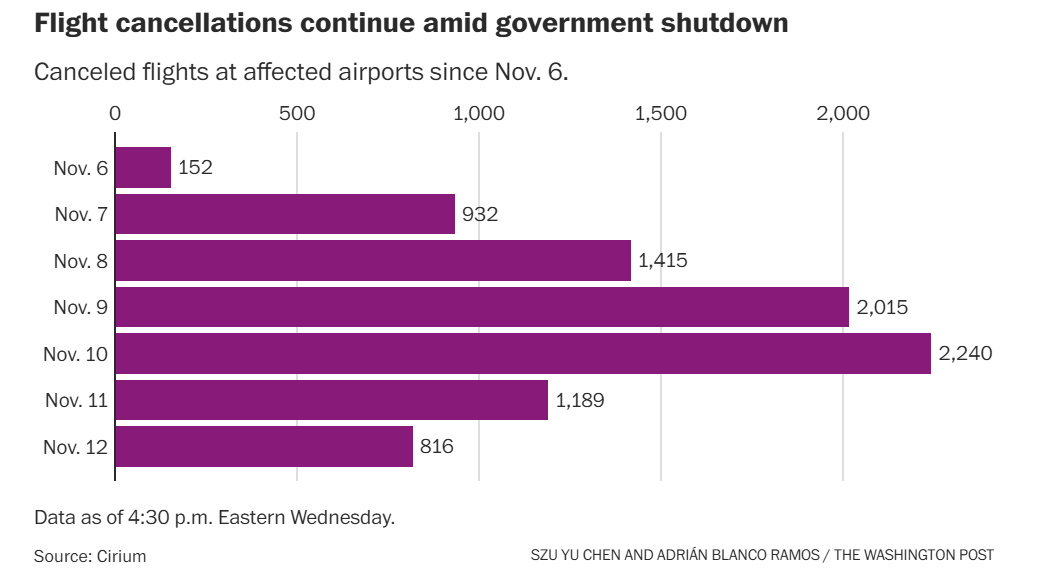 Flight cancellations continue amid government shutdown
Canceled flights at affected airports since Nov. 6.
0 500 1,000 1,500 2,000
Nov. 6 152
Nov. 7 932
Nov. 8 1,415
Nov. 9 2,015
Nov. 10 2,240
Nov. 11 1,189
Nov. 12 816
Data as of 4:30 p.m. Eastern Wednesday.
Source: Cirium SZU YU CHEN AND ADRIÁN BLANCO RAMOS / THE WASHINGTON POST